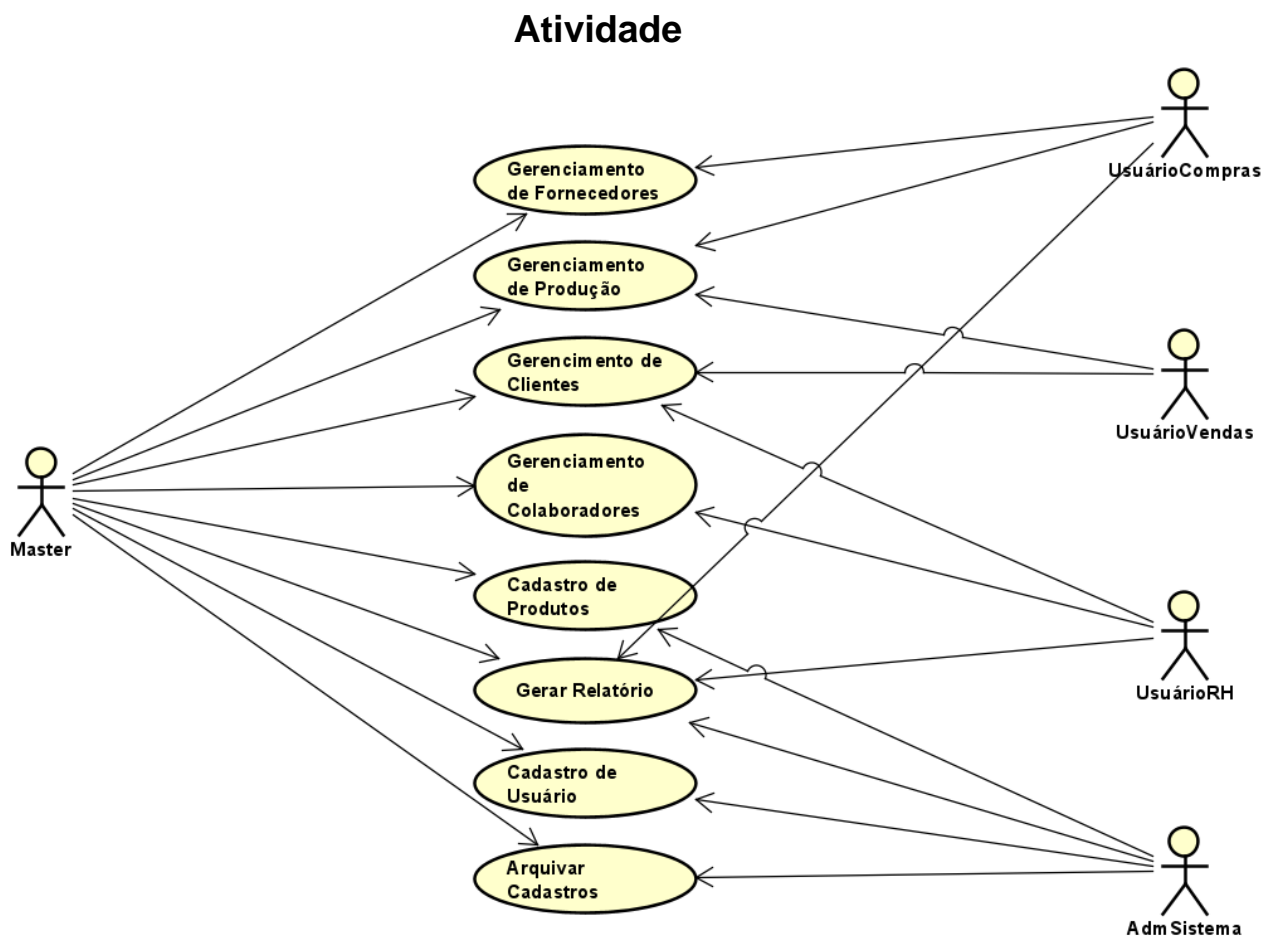 Atividade
UsuárioCompras
Gerenciamento
de Fornecedores
Gerenciamento
de Produção
Gerencimento de
Clientes
UsuárioVendas
Gerenciamento
de
Colaboradores
Master
Cadastro de
Produtos
Gerar Relatório
UsuárioRH
Cadastro de
Usuário
Arquivar
Cadastros
AdmSistema